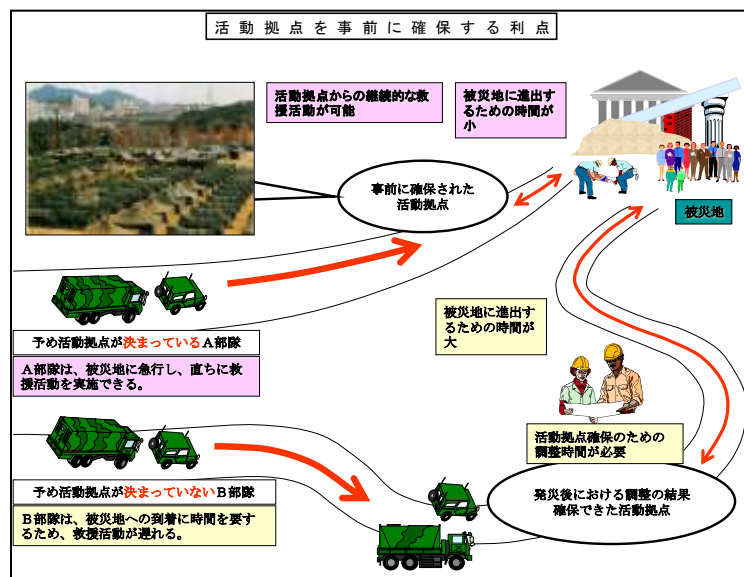 活動拠点を事前に確保する利点
活動拠点からの継続的な救
援活動が可能
被災地に進出す
るための時間が
小
事前に確保された
活動拠点
被災地
予め活動拠点が決まっているA部隊
A部隊は、被災地に急行し、直ちに救
援活動を実施できる。
被災地に進出す
るための時間が
大
活動拠点確保のための
調整時間が必要
予め活動拠点が決まっていないB部隊
B部隊は、被災地への到着に時間を要す
るため、救援活動が遅れる。
発災後における調整の結果
確保できた活動拠点